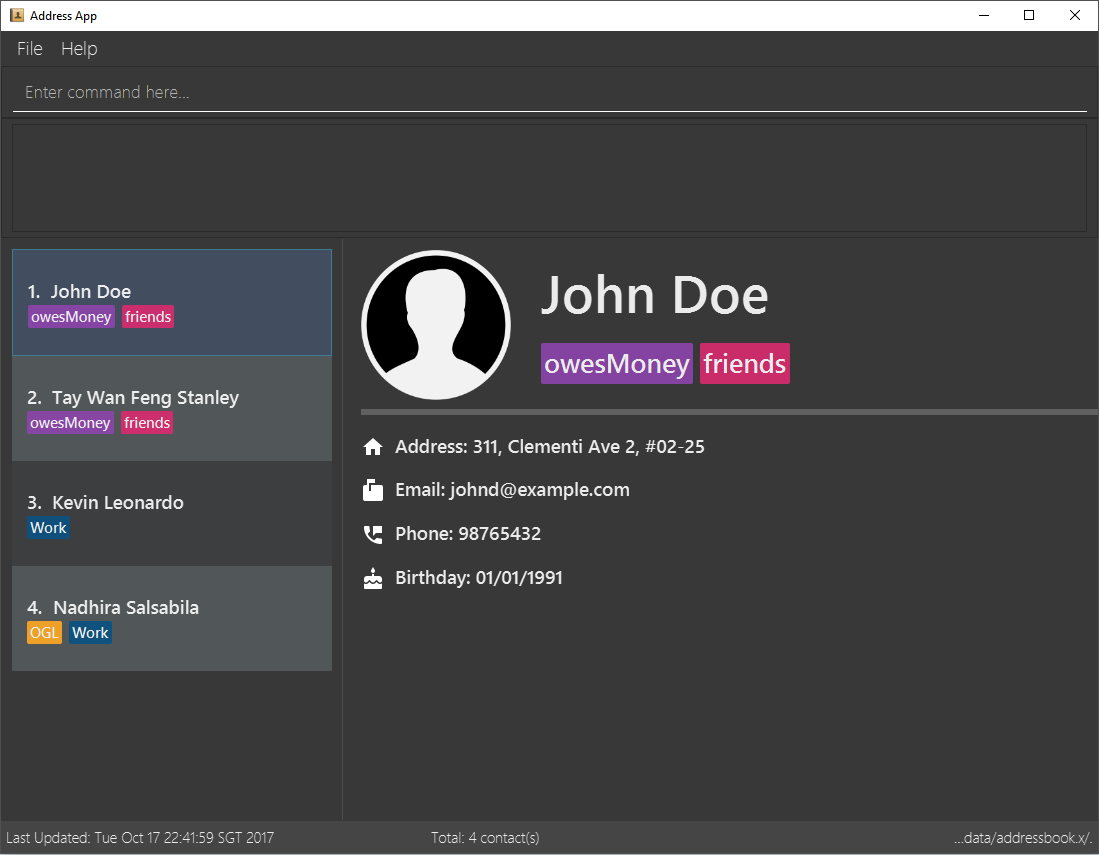 Address App
File Help
Enter command here...
1. John Doe
owesMoney friends
2. Tay Wan Feng Stanley
owesMoney friends
3. Kevin Leonardo
Work
4. Nadhira Salsabila
OGL Work
John Doe
owesMoney friends
Address: 311, Clementi Ave 2, #02-25
Email: johnd@example.com
Phone: 98765432
Birthday: 01/01/1991
Last Updated: Tue Oct 17 22:41:59 SGT 2017
Total: 4 contact(s)
...data/addressbook.x/.